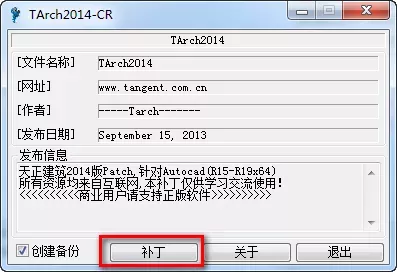 TArch2014-CR
TArch2014
[文件名称] TArch2014
[网址] www.tangent.com.cn
[作者] -----Tarch-------
[发布日期] September 15, 2013
发布信息
天正建筑2014版Patch,针对Autocad(R15-R19x64)
所有资源均来自互联网,本补丁仅供学习交流使用!
<<<<<<<<<<商业用户请支持正版软件>>>>>>>>>>
创建备份 补丁 关于 退出